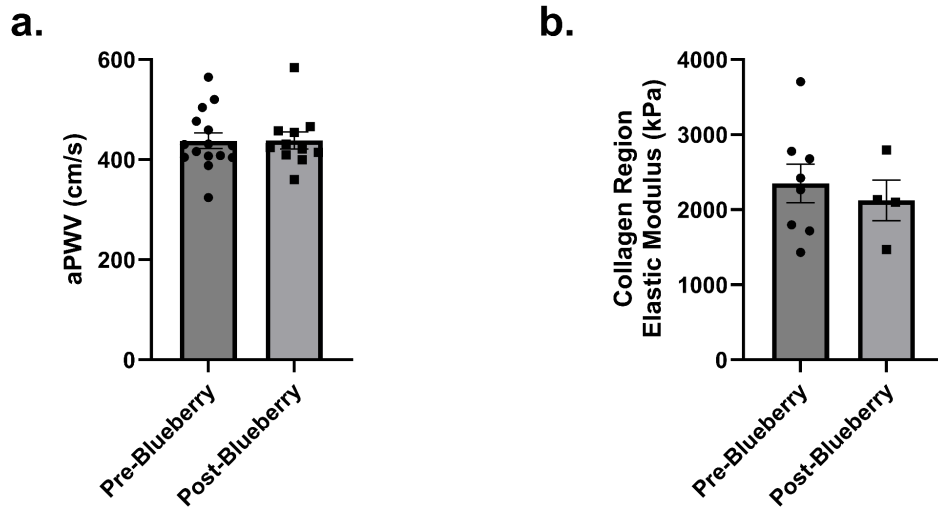 a.
aPWV (cm/s)
600
400
200
0
Pre-Blueberry
Post-Blueberry
b.
Collagen Region
Elastic Modulus (kPa)
4000
3000
2000
1000
0
Pre-Blueberry
Post-Blueberry